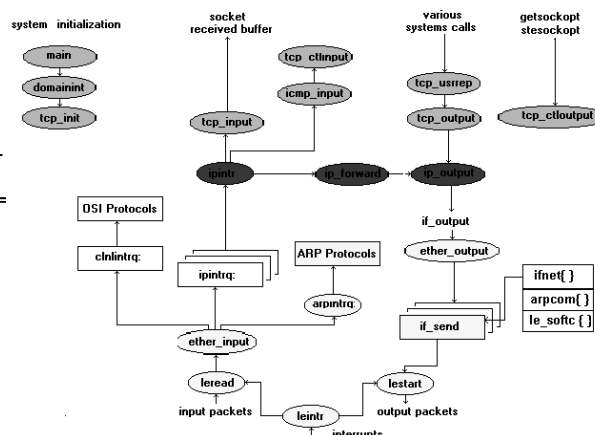 system initialization
socket
received buffer
various
systems calls
getsockopt
stesockopt
main
domainint
tcp_init
tcp_ctlinput
icmp_input
tcp_input
tcp_usrrep
tcp_output
tcp_ctloutput
ipintr
ip_forward
ip_output
if_output
OSI Protocols
clnlintrq:
ipintrq:
ARP Protocols
arpintrq:
ether_output
ifnet{ }
arpcom{ }
le_softc { }
if_send
ether_input
leread
lestart
input packets
leintr
output packets
interrupts